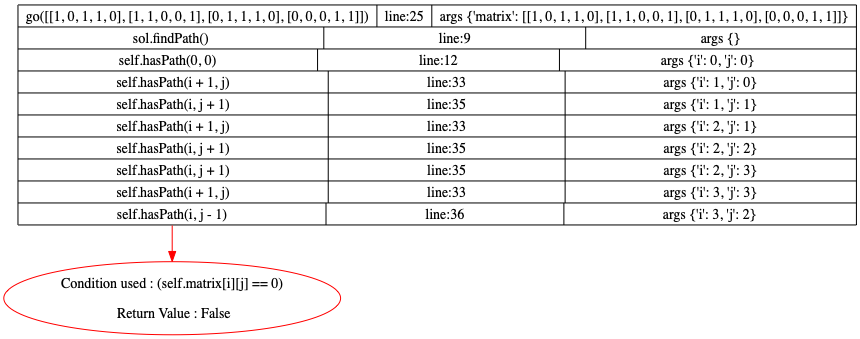 go([[1, 0, 1, 1, 0], [1, 1, 0, 0, 1], [0, 1, 1, 1, 0], [0, 0, 0, 1, 1]]) line:25 args {'matrix': [[1, 0, 1, 1, 0], [1, 1, 0, 0, 1], [0, 1, 1, 1, 0], [0, 0, 0, 1, 1]]}
sol.findPath() line:9 args {}
self.hasPath(0, 0) line:12 args {'i': 0, 'j': 0}
self.hasPath(i + 1, j) line:33 args {'i': 1, 'j': 0}
self.hasPath(i, j + 1) line:35 args {'i': 1, 'j': 1}
self.hasPath(i + 1, j) line:33 args {'i': 2, 'j': 1}
self.hasPath(i, j + 1) line:35 args {'i': 2, 'j': 2}
self.hasPath(i, j + 1) line:35 args {'i': 2, 'j': 3}
self.hasPath(i + 1, j) line:33 args {'i': 3, 'j': 3}
self.hasPath(i, j - 1) line:36 args {'i': 3, 'j': 2}
Condition used : (self.matrix[i][j] == 0)
Return Value : False